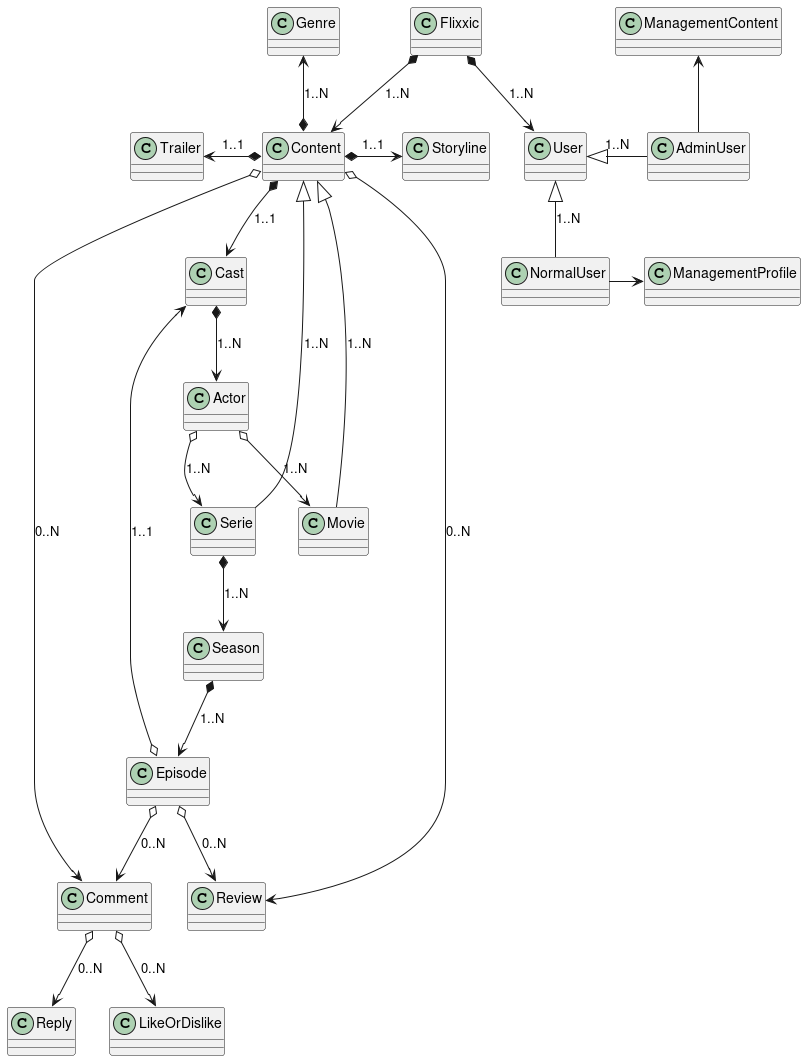 C Genre
C Flixxic
C ManagementContent
1..N
1..N
1..N
C Trailer
1..1
C Content
1..1
C Storyline
C User
1..N
C AdminUser
1..1
1..N
C Cast
C NormalUser
C ManagementProfile
1..N
1..N
1..N
C Actor
1..N
1..N
C Serie
C Movie
0..N
1..1
0..N
1..N
C Season
1..N
C Episode
0..N
0..N
C Comment
C Review
0..N
0..N
C Reply
C LikeOrDislike